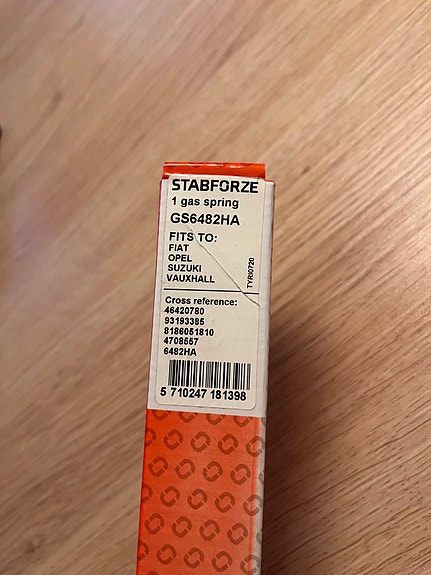 STABFORZE
1 gas spring
GS6482HA
FITS TO:
FIAT
OPEL
SUZUKI
VAUXHALL
TYRI0720
Cross reference:
46420780
93193385
8186051810
4708557
6482HA
5 710247 181398